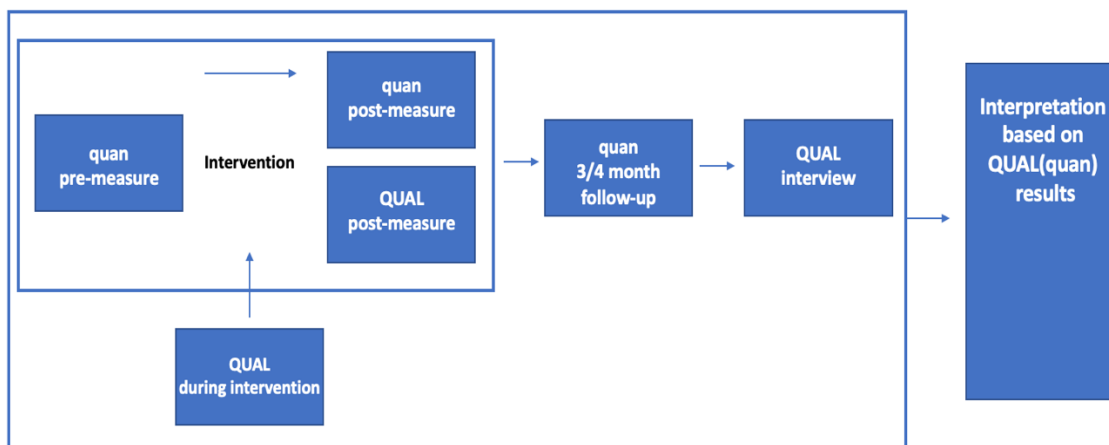 quan
pre-measure
Intervention
quan
post-measure
QUAL
post-measure
QUAL
during intervention
quan
3/4 month
follow-up
QUAL
interview
Interpretation
based on
QUAL(quan)
results